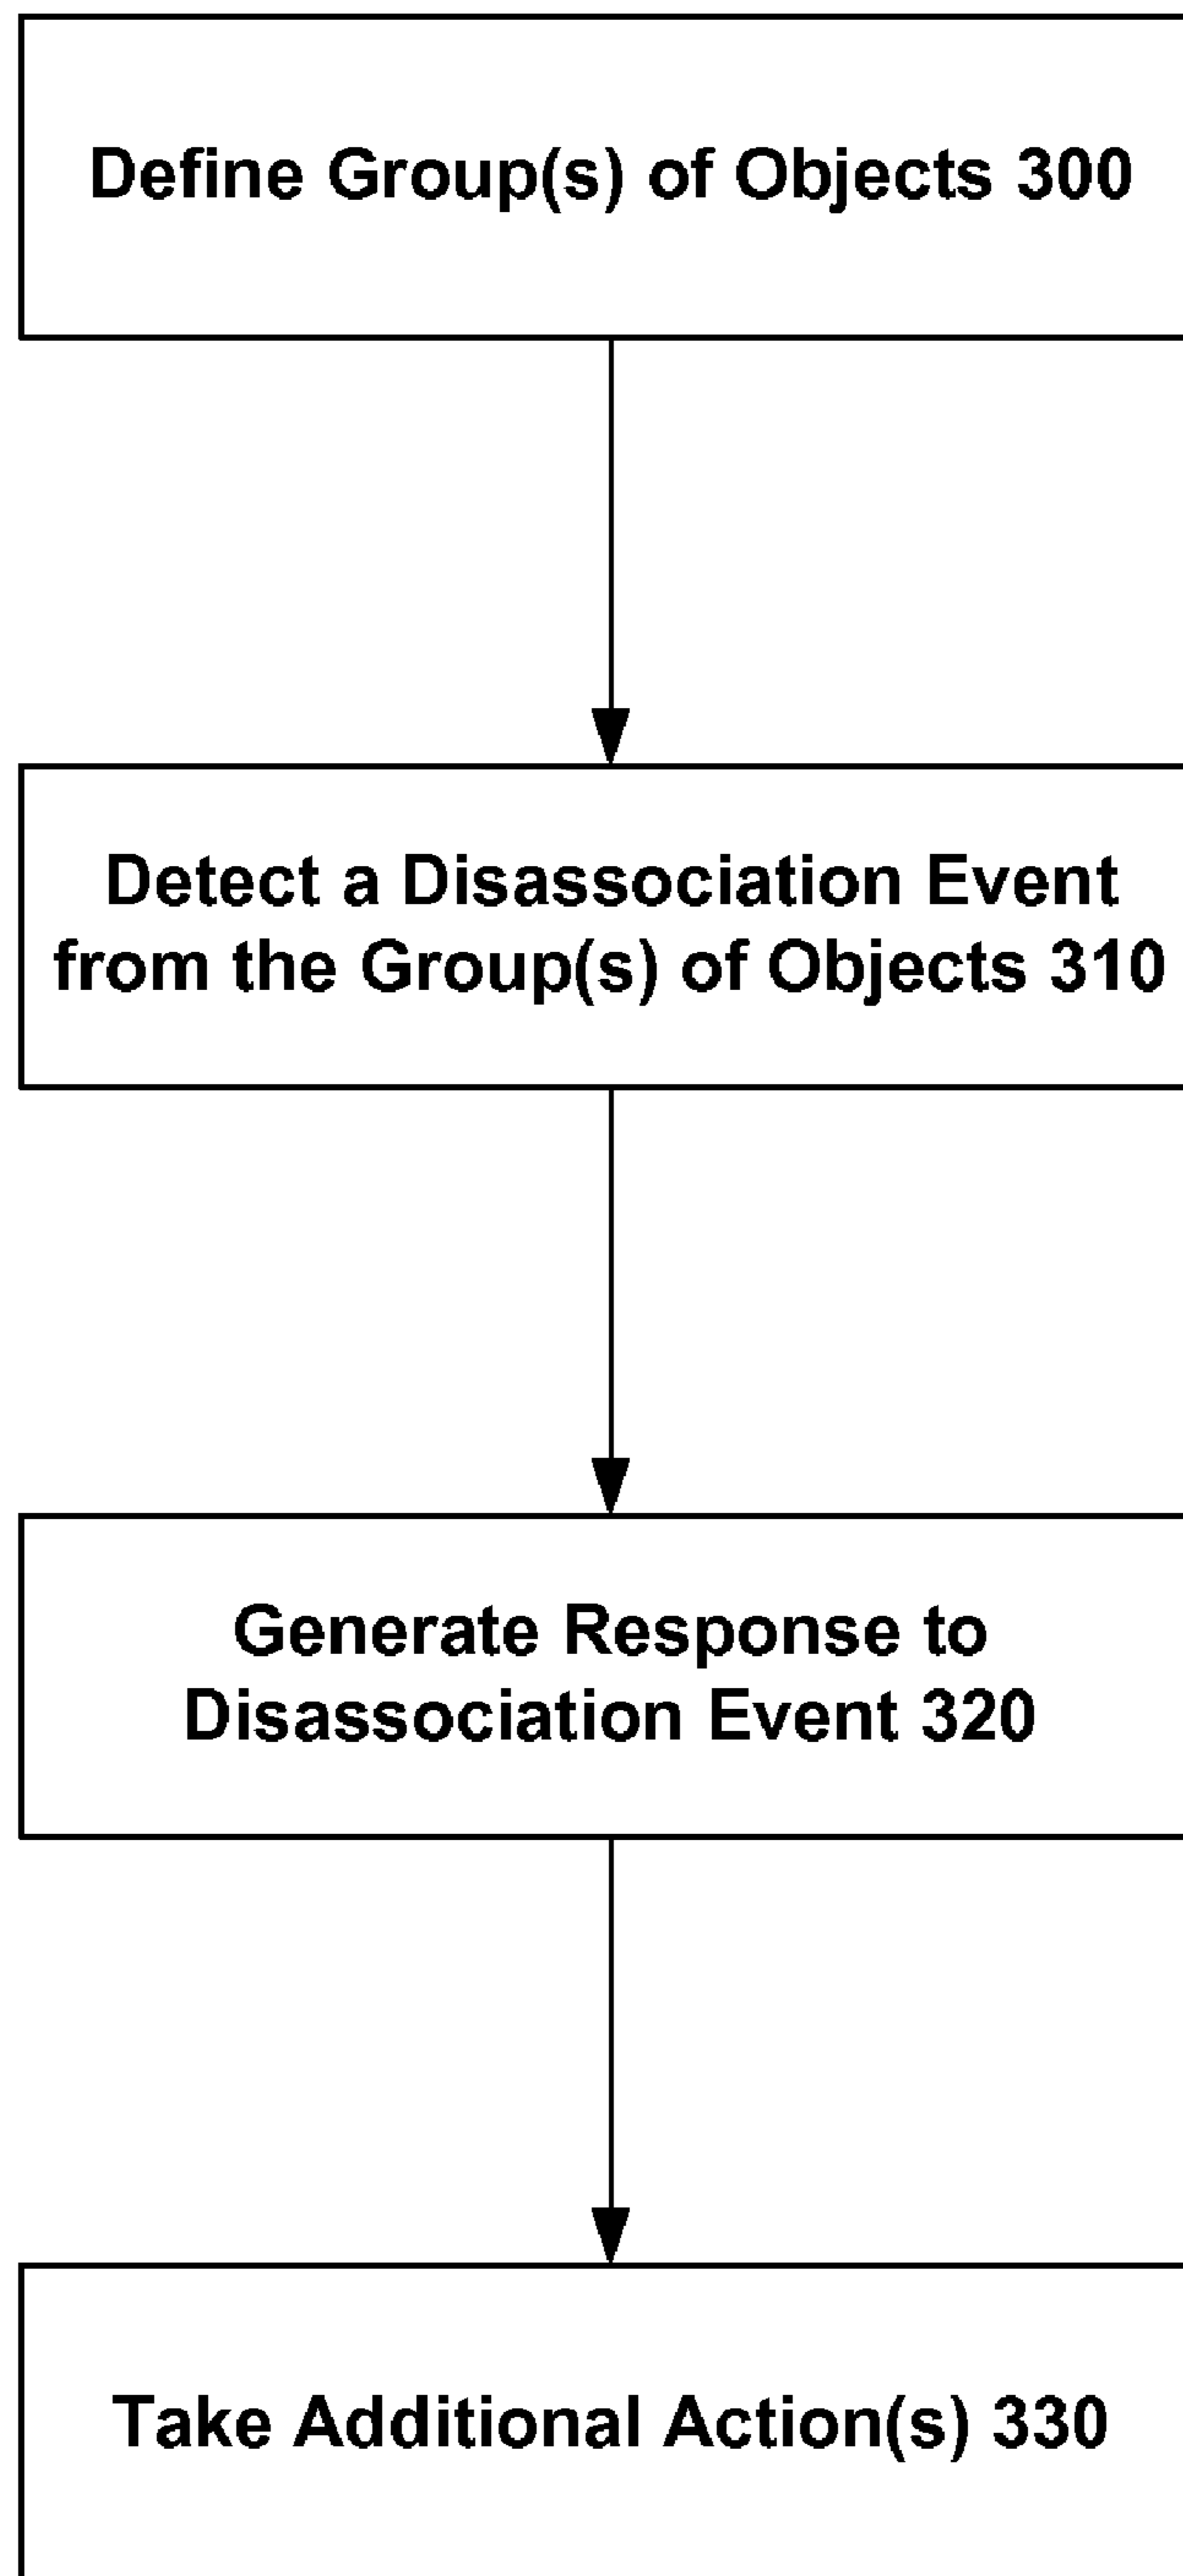 Define Group(s) of Objects 300
Detect a Disassociation Event
from the Group(s) of Objects 310
Generate Response to
Disassociation Event 320
Take Additional Action(s) 330